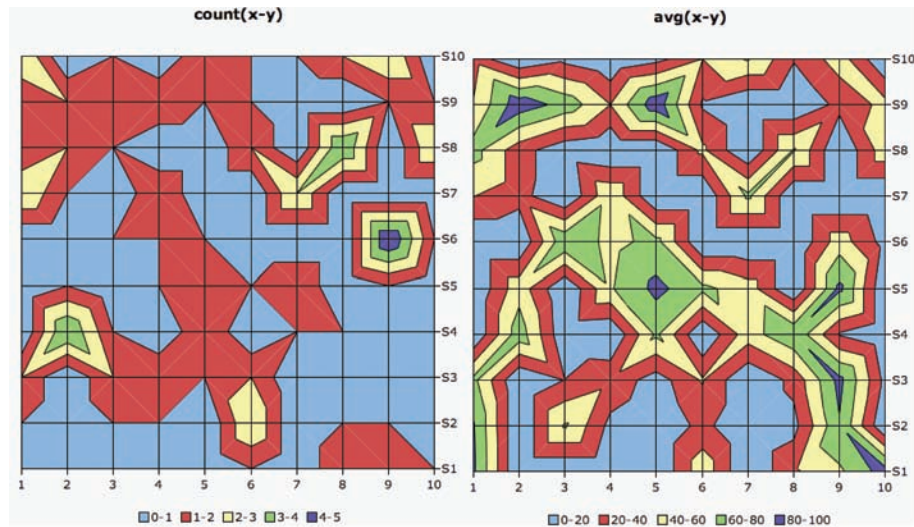 count(x-y)
avg(x-y)
S10
S9
S8
S7
S6
S5
S4
S3
S2
S1
1 2 3 4 5 6 7 8 9 10
0-1 1-2 2-3 3-4 4-5
S10
S9
S8
S7
S6
S5
S4
S3
S2
S1
1 2 3 4 5 6 7 8 9 10
0-20 20-40 40-60 60-80 80-100